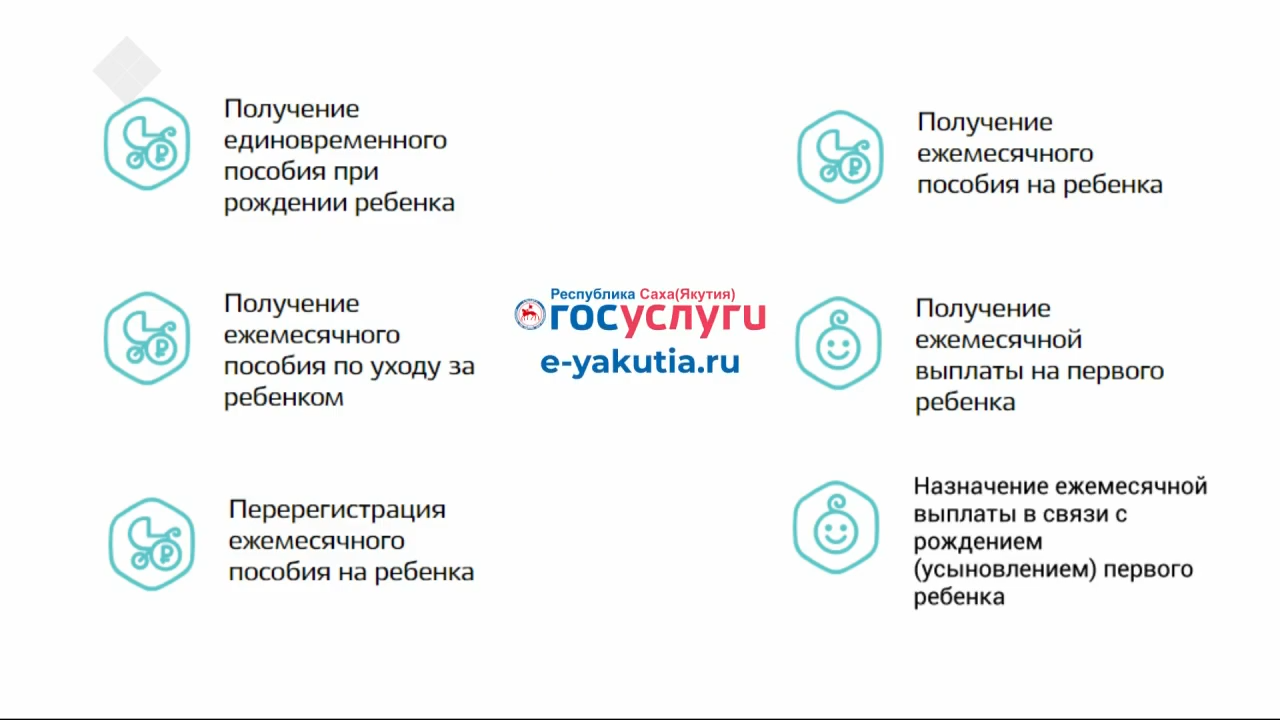 Получение
единовременного
пособия при
рождении ребенка
Получение
ежемесячного
пособия по уходу за
ребенком
Перерегистрация
ежемесячного
пособия на ребенка
Республика Саха(Якутия)
госуслуги
e-yakutia.ru
Получение
ежемесячного
пособия на ребенка
Получение
ежемесячной
выплаты на первого
ребенка
Назначение ежемесячной
выплаты в связи с
рождением
(усыновлением) первого
ребенка